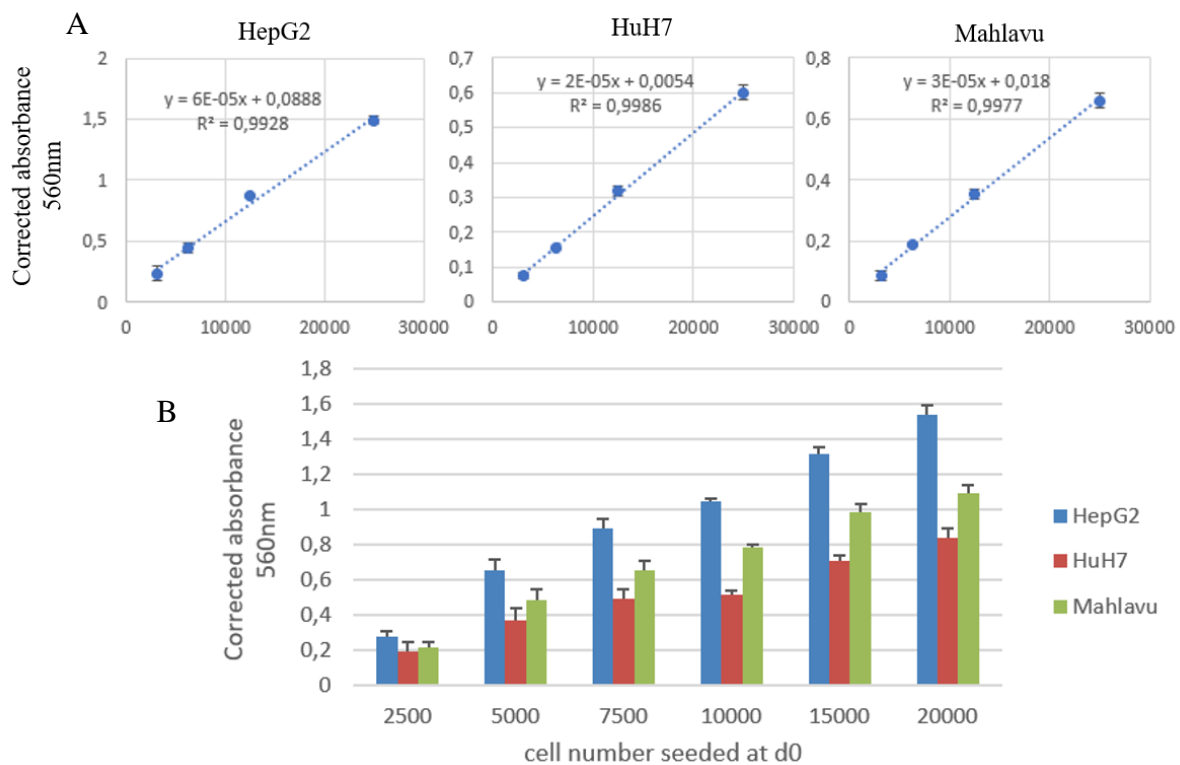 A
HepG2
HuH7
Mahlavu
Corrected absorbance
560nm
2
1,5
1
0,5
0
y = 6E-05x + 0,0888
R² = 0,9928
0 10000 20000 30000
0,7
0,6
0,5
0,4
0,3
0,2
0,1
0
y = 2E-05x + 0,0054
R² = 0,9986
0 10000 20000 30000
0,8
0,6
0,4
0,2
0
y = 3E-05x + 0,018
R² = 0,9977
0 10000 20000 30000
B
Corrected absorbance
560nm
1,8
1,6
1,4
1,2
1
0,8
0,6
0,4
0,2
0
2500 5000 7500 10000 15000 20000
cell number seeded at d0
HepG2
HuH7
Mahlavu